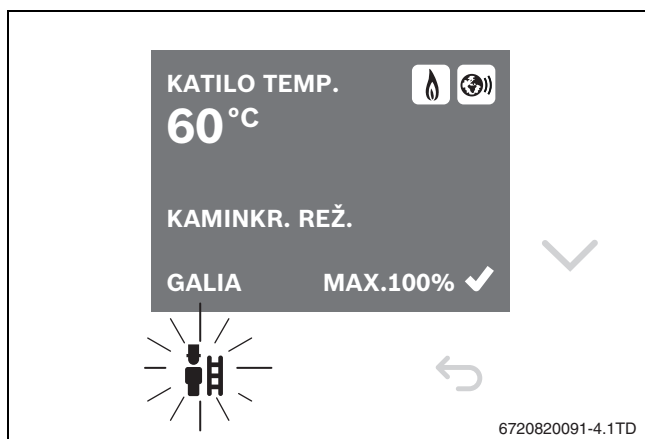 KATILO TEMP.
60°C
KAMINKR. REŽ.
GALIA MAX.100%
6720820091-4.1TD